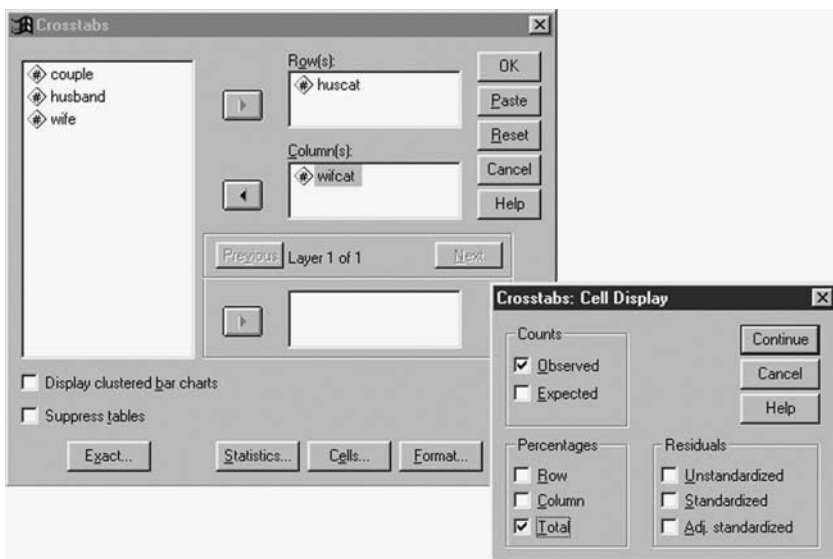 Crosstabs
# couple
# husband
# wife
Row(s):
# huscat
Column(s):
# wifcat
OK
Paste
Reset
Cancel
Help
Previous Layer 1 of 1 Next
Display clustered bar charts
Suppress tables
Exact... Statistics... Cells... Format...
Crosstabs: Cell Display
Counts
Observed
Expected
Continue
Cancel
Help
Percentages
Row
Column
Total
Residuals
Unstandardized
Standardized
Adj. standardized